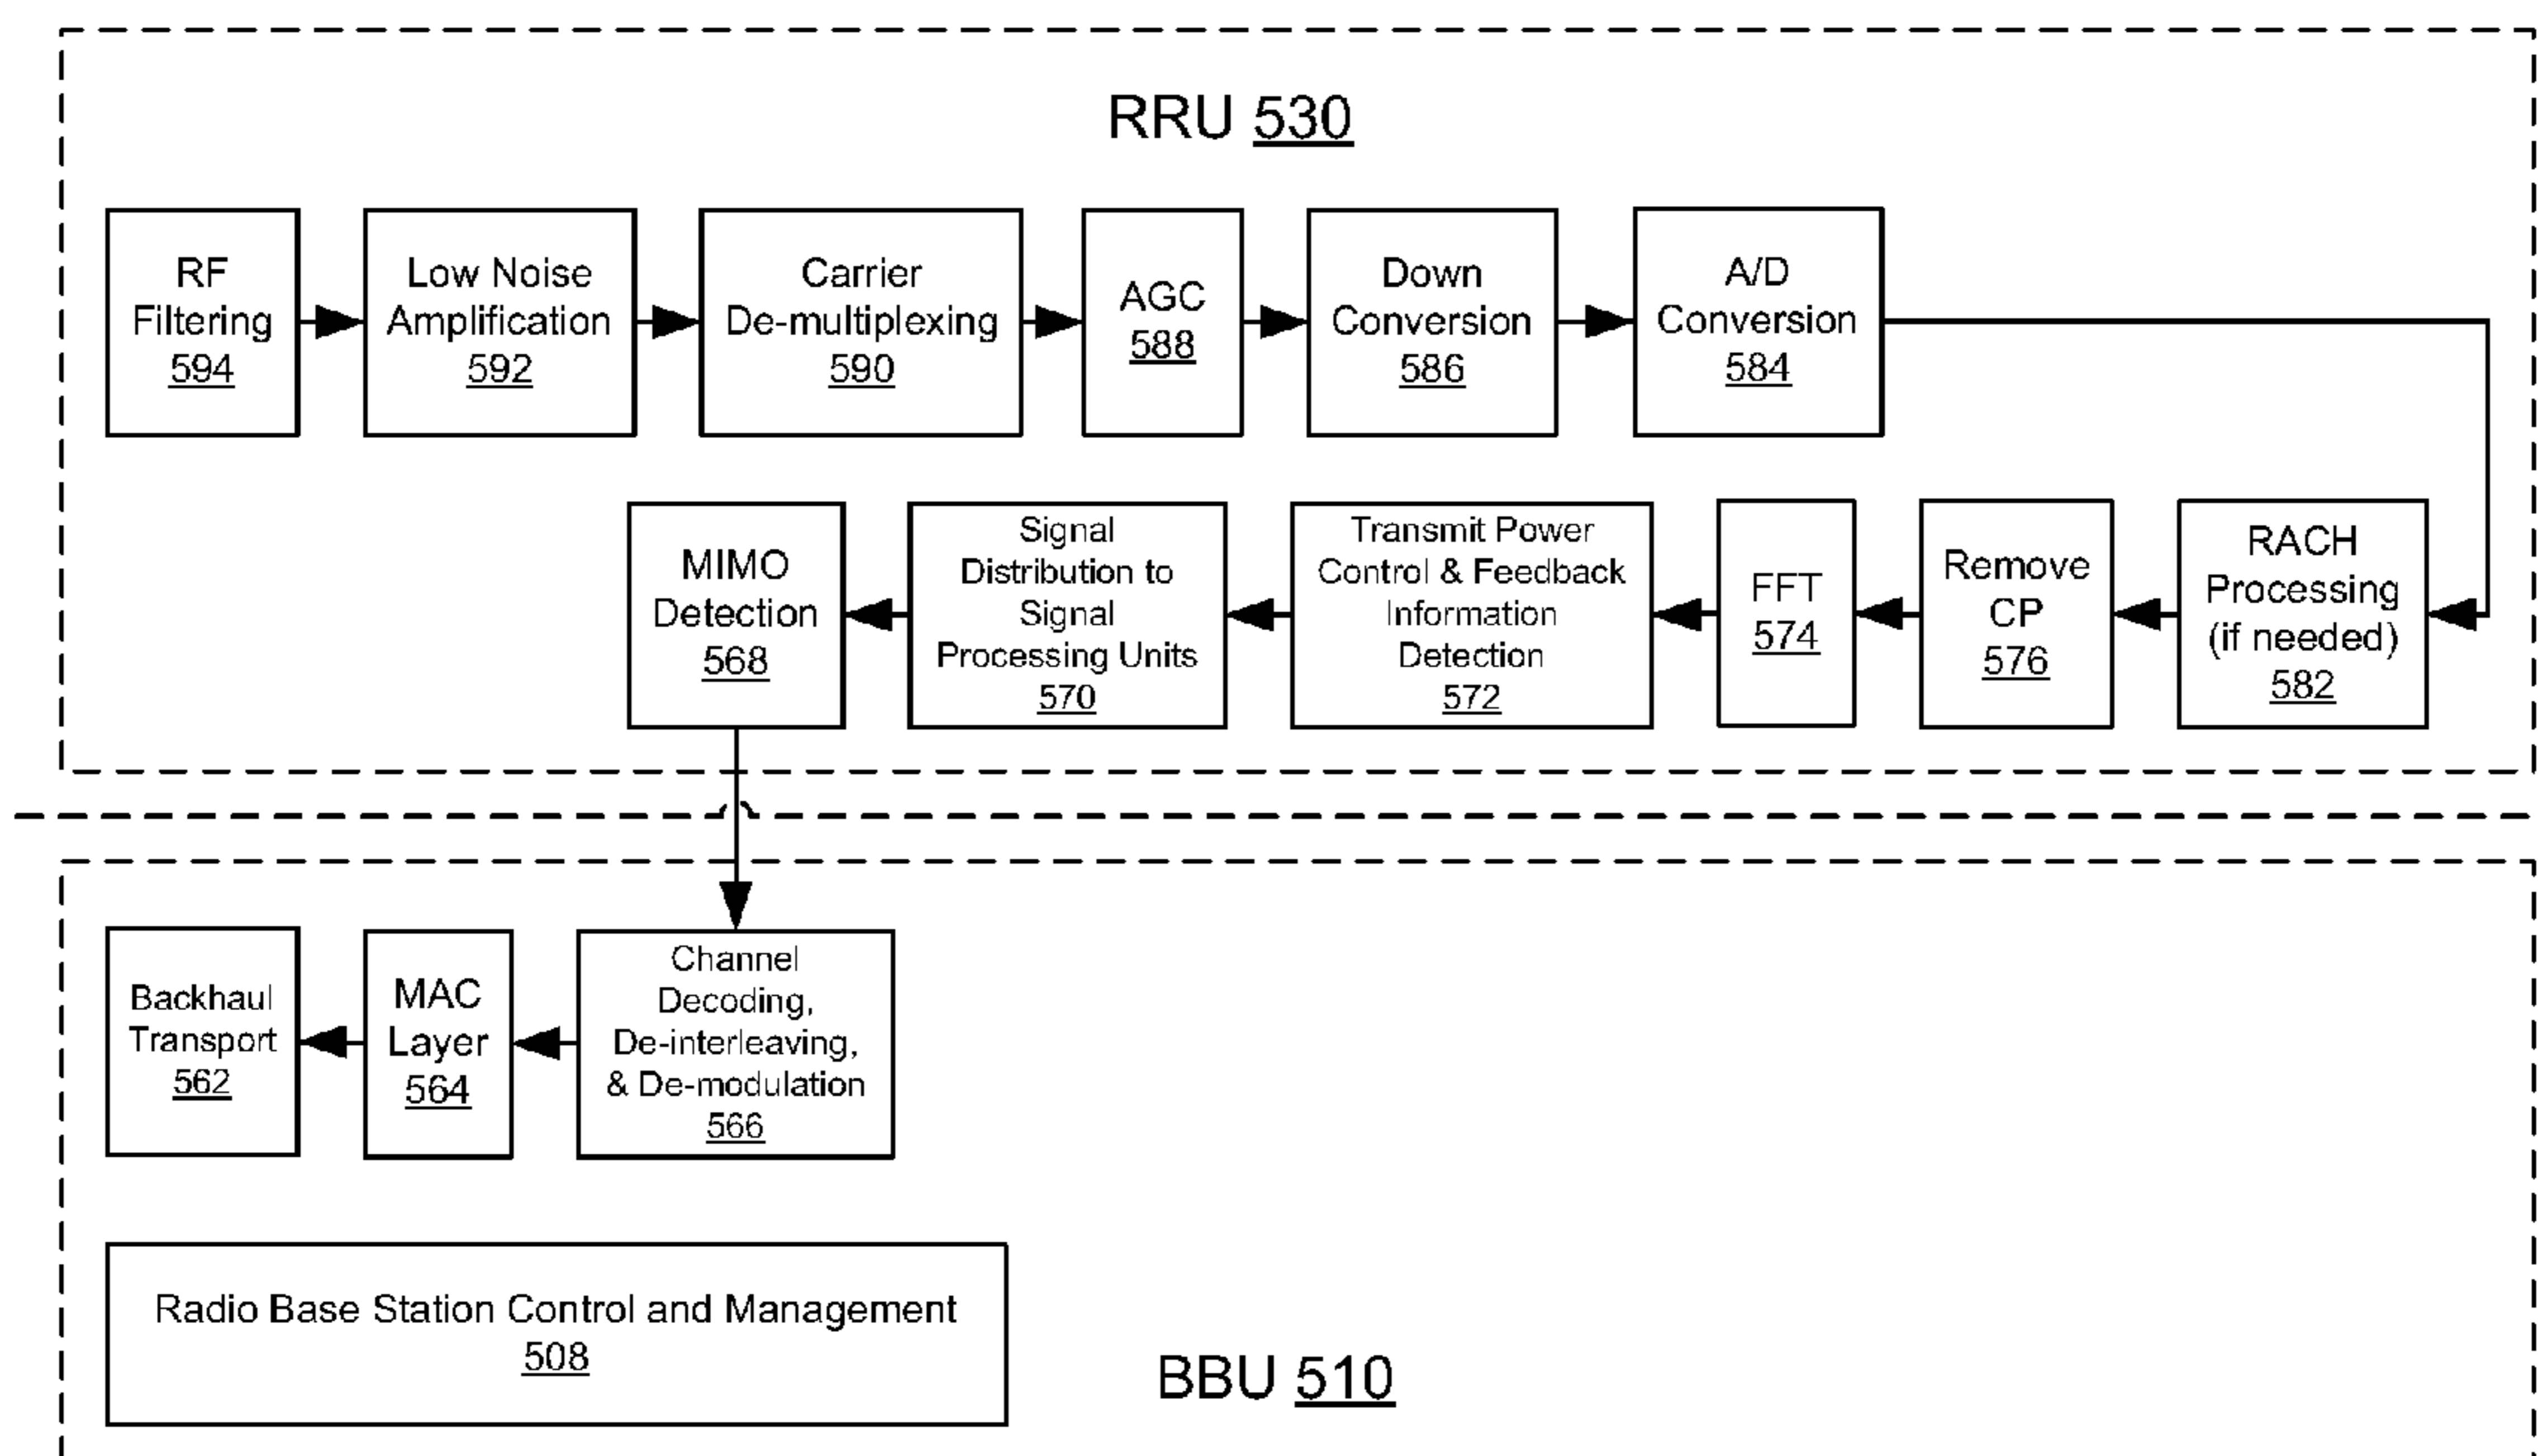 RRU 530
RF
Filtering
594
Low Noise
Amplification
592
Carrier
De-multiplexing
590
AGC
588
Down
Conversion
586
A/D
Conversion
584
MIMO
Detection
568
Signal
Distribution to
Signal
Processing Units
570
Transmit Power
Control & Feedback
Information
Detection
572
FFT
574
Remove
CP
576
RACH
Processing
(if needed)
582
Backhaul
Transport
562
MAC
Layer
564
Channel
Decoding,
De-interleaving,
& De-modulation
566
Radio Base Station Control and Management
508
BBU 510